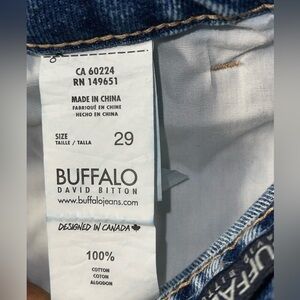 CA 60224
RN 149651
MADE IN CHINA
FABRIQUÉ EN CHINE
HECHO EN CHINA
SIZE
TAILLE / TALLA
29
BUFFALO
DAVID BITTON
www.buffalojeans.com
DESIGNED IN CANADA
100%
COTTON
COTON
ALGODON
BUFFALO